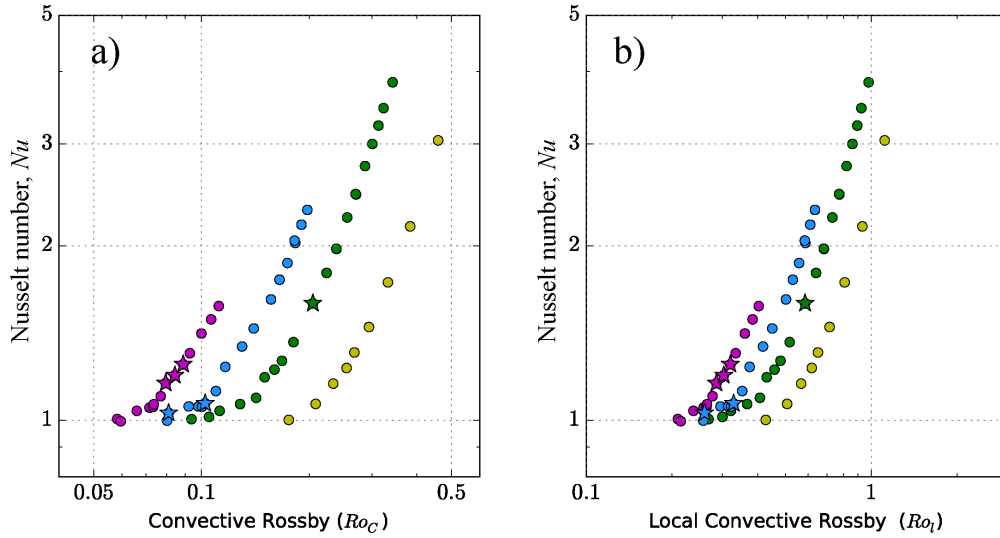 a)
5
3
2
1
0.05
0.1
0.5
Nusselt number, Nu
Convective Rossby (Ro_C)
b)
5
3
2
1
0.1
1
Nusselt number, Nu
Local Convective Rossby (Ro_l)